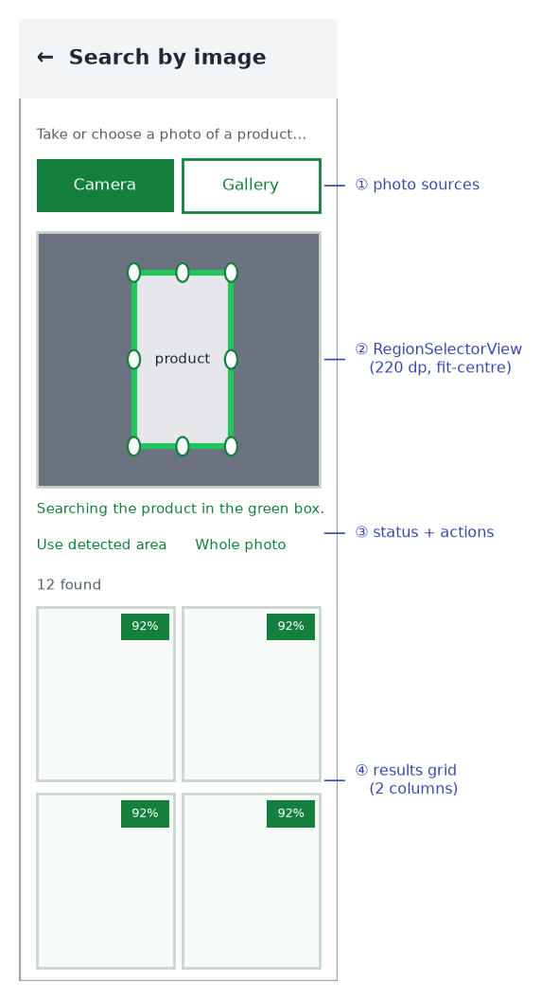 ← Search by image
Take or choose a photo of a product...
Camera Gallery
① photo sources
product
② RegionSelectorView
(220 dp, fit-centre)
Searching the product in the green box.
Use detected area Whole photo
③ status + actions
12 found
92% 92%
④ results grid
(2 columns)
92% 92%